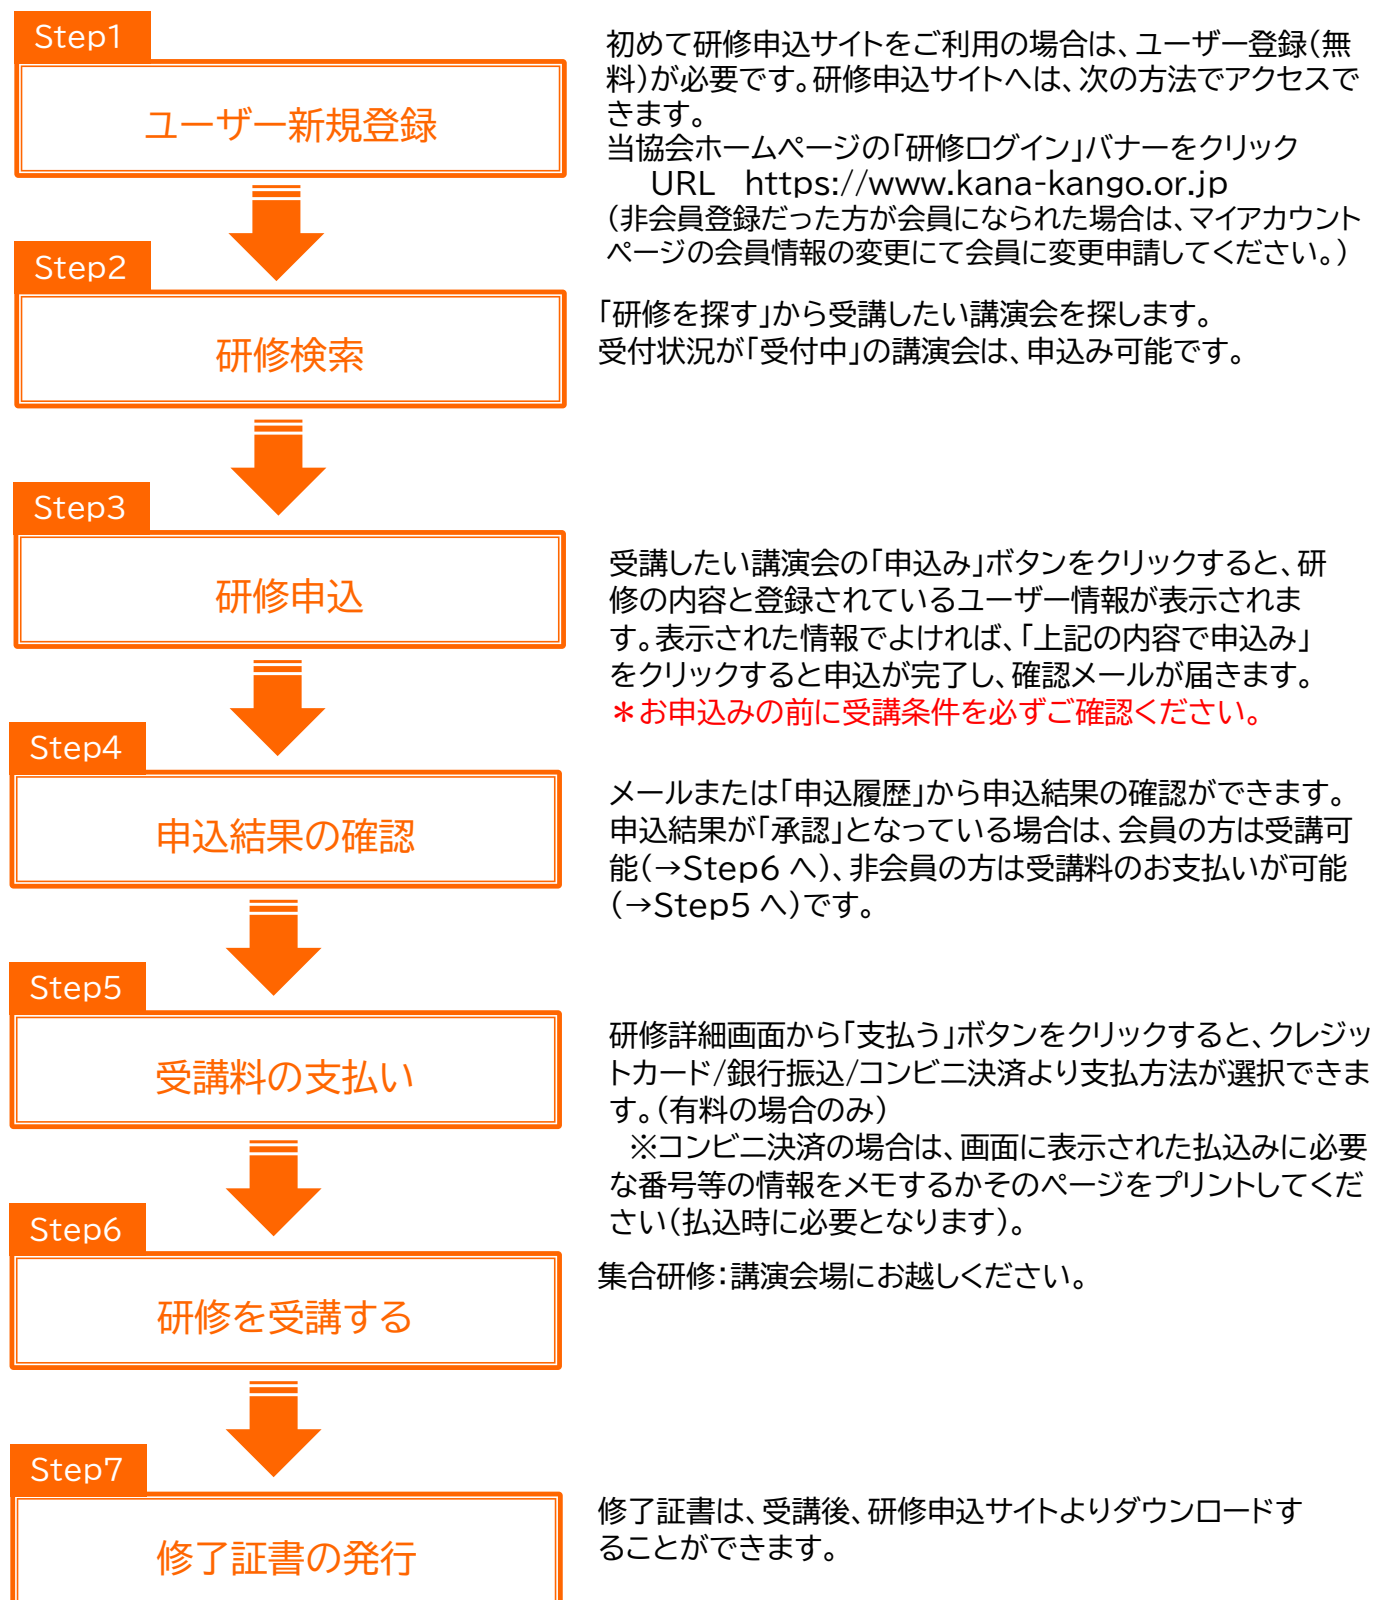 Step1
ユーザー新規登録
初めて研修申込サイトをご利用の場合は、ユーザー登録(無
料)が必要です。研修申込サイトへは、次の方法でアクセスで
きます。
当協会ホームページの「研修ログイン」バナーをクリック
URL　https://www.kana-kango.or.jp
(非会員登録だった方が会員になられた場合は、マイアカウント
ページの会員情報の変更にて会員に変更申請してください。)
Step2
研修検索
「研修を探す」から受講したい講演会を探します。
受付状況が「受付中」の講演会は、申込み可能です。
Step3
研修申込
受講したい講演会の「申込み」ボタンをクリックすると、研
修の内容と登録されているユーザー情報が表示されま
す。表示された情報でよければ、「上記の内容で申込み」
をクリックすると申込が完了し、確認メールが届きます。
＊お申込みの前に受講条件を必ずご確認ください。
Step4
申込結果の確認
メールまたは「申込履歴」から申込結果の確認ができます。
申込結果が「承認」となっている場合は、会員の方は受講可
能(→Step6 へ)、非会員の方は受講料のお支払いが可能
(→Step5 へ)です。
Step5
受講料の支払い
研修詳細画面から「支払う」ボタンをクリックすると、クレジッ
トカード/銀行振込/コンビニ決済より支払方法が選択できま
す。(有料の場合のみ)
※コンビニ決済の場合は、画面に表示された払込みに必要
な番号等の情報をメモするかそのページをプリントしてくだ
さい(払込時に必要となります)。
Step6
研修を受講する
集合研修：講演会場にお越しください。
Step7
修了証書の発行
修了証書は、受講後、研修申込サイトよりダウンロードす
ることができます。